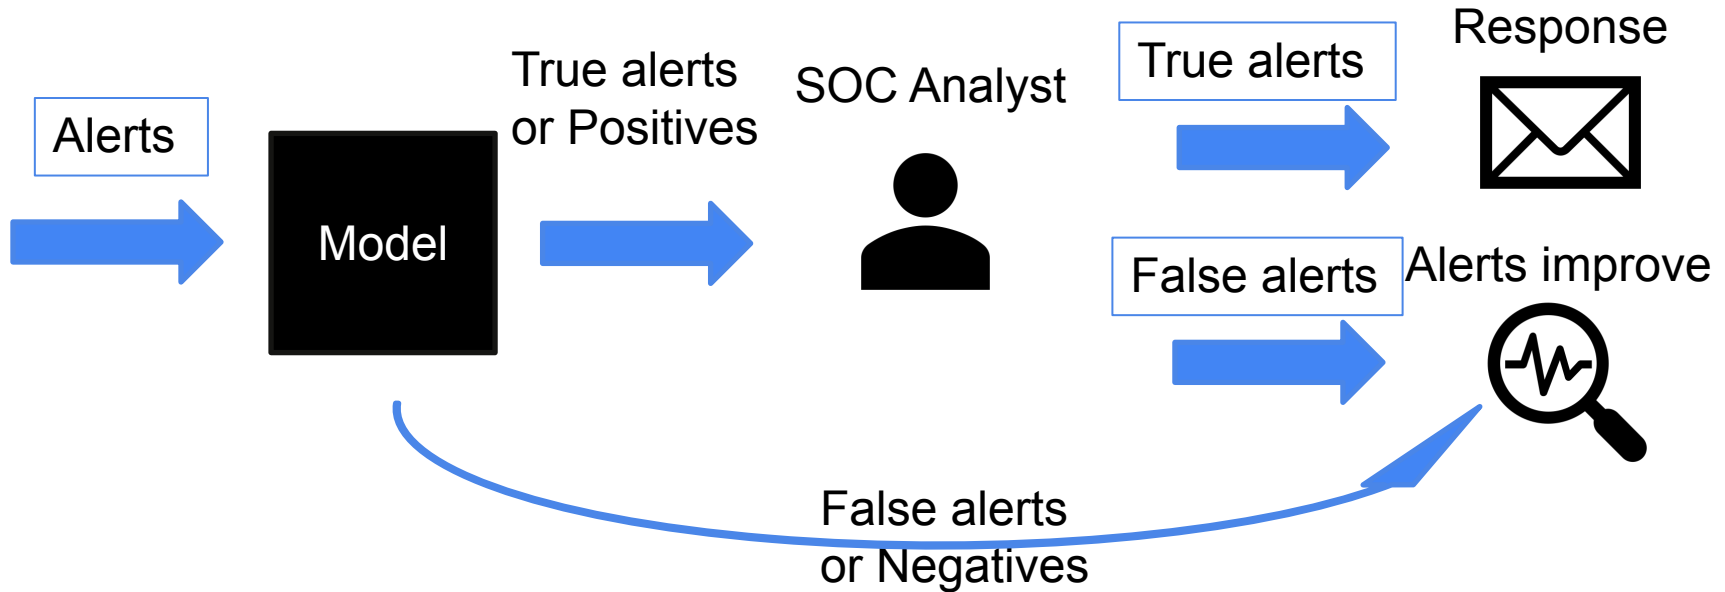 Alerts
Model
True alerts
or Positives
SOC Analyst
True alerts
Response
False alerts
Alerts improve
False alerts
or Negatives